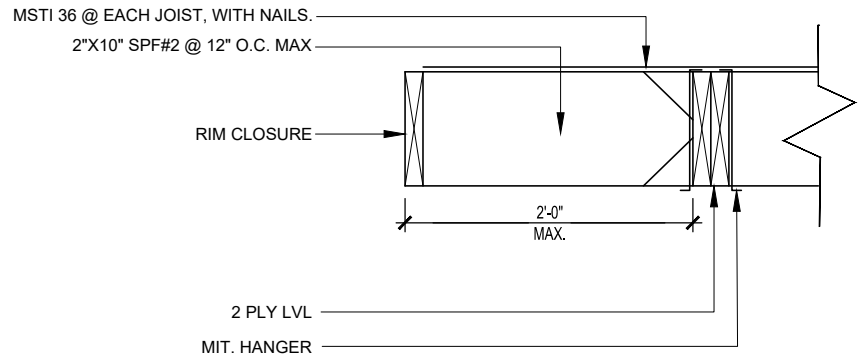 MSTI 36 @ EACH JOIST, WITH NAILS.
2"X10" SPF#2 @ 12" O.C. MAX
RIM CLOSURE
2'-0"
MAX.
2 PLY LVL
MIT. HANGER